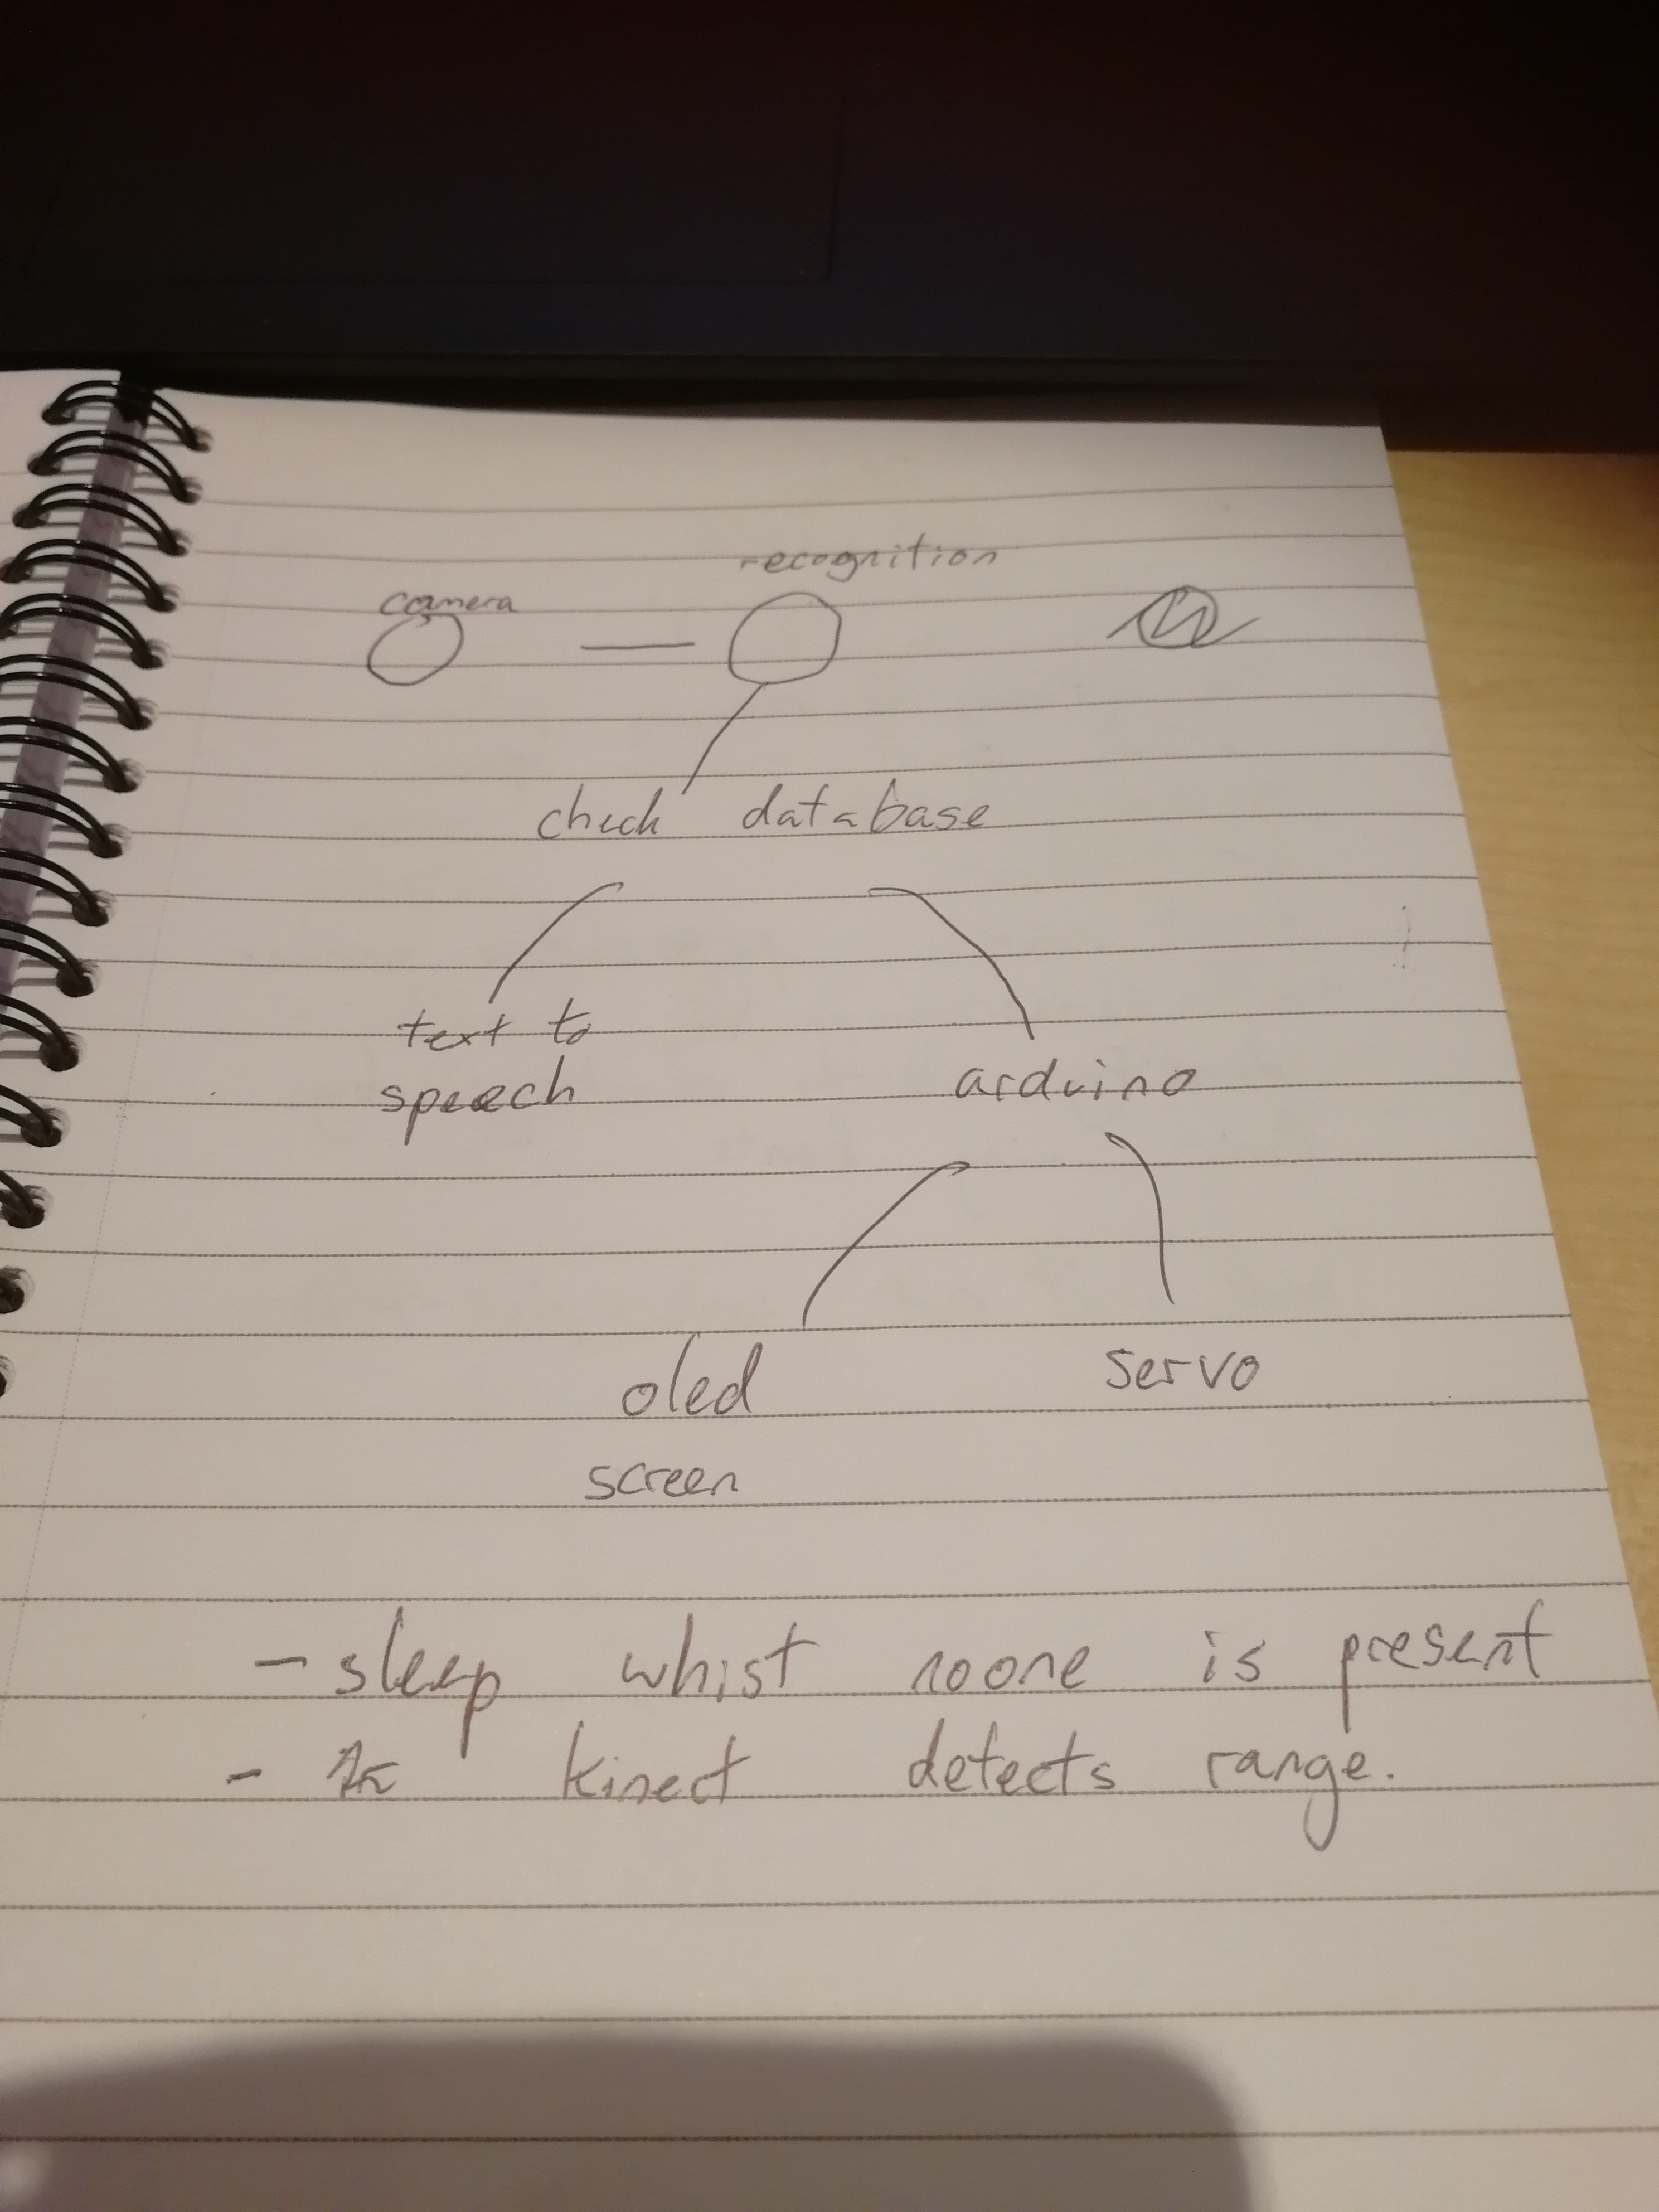 recognition
camera
check database
text to
speech
arduino
oled
servo
screen
- sleep whist noone is present
- kinect detects range.